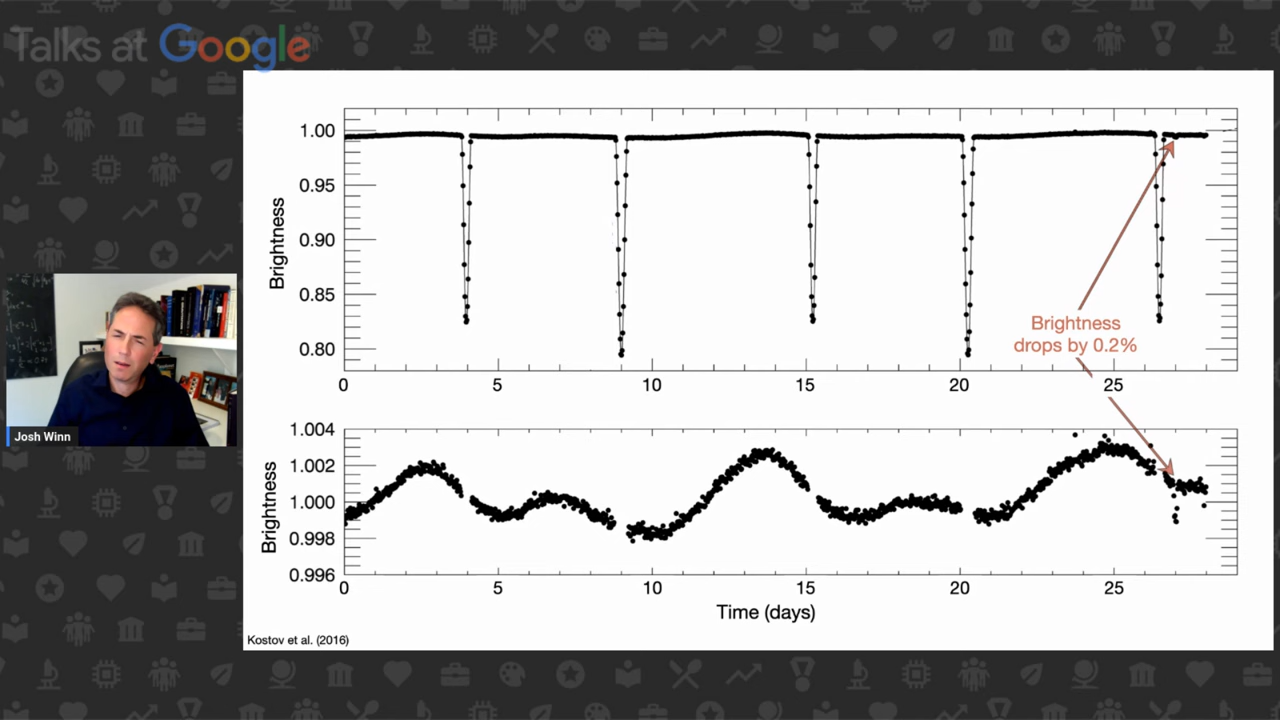 Talks at Google
1.00
0.95
0.90
0.85
0.80
Brightness
0 5 10 15 20 25
Brightness
drops by 0.2%
Josh Winn
1.004
1.002
1.000
0.998
0.996
Brightness
0 5 10 15 20 25
Time (days)
Kostov et al. (2016)